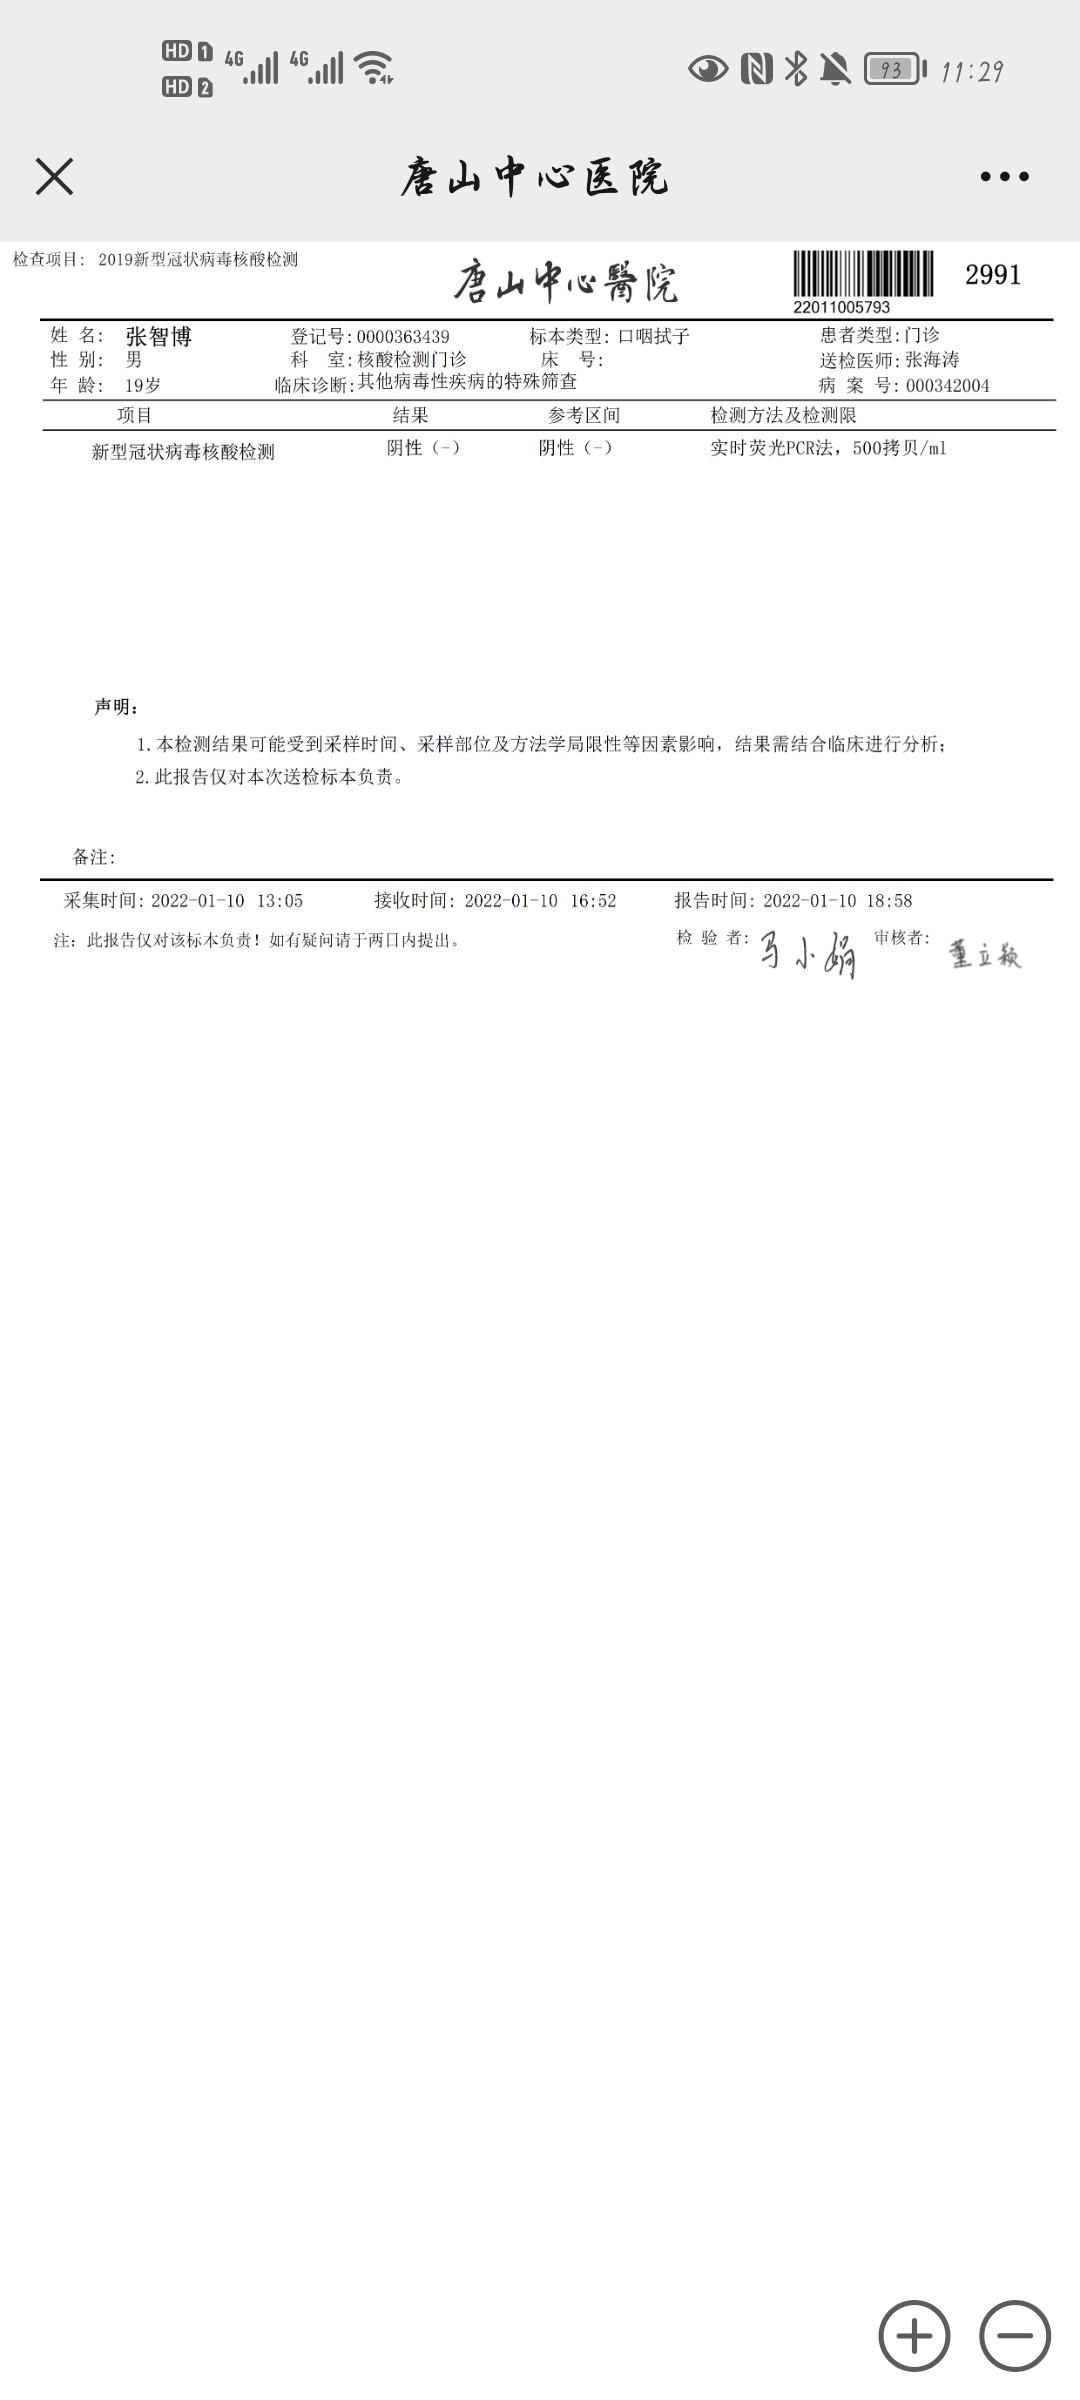 HD 1 4G 4G 93 11:29
HD 2
唐山中心医院
检查项目: 2019新型冠状病毒核酸检测
唐山中心醫院
2991
22011005793
姓 名: 张智博 登记号: 0000363439 标本类型: 口咽拭子 患者类型: 门诊
性 别: 男 科 室: 核酸检测门诊 床 号: 送检医师: 张海涛
年 龄: 19岁 临床诊断: 其他病毒性疾病的特殊筛查 病 案 号: 000342004
项目 结果 参考区间 检测方法及检测限
新型冠状病毒核酸检测 阴性（-） 阴性（-） 实时荧光PCR法，500拷贝/ml
声明：
1. 本检测结果可能受到采样时间、采样部位及方法学局限性等因素影响，结果需结合临床进行分析；
2. 此报告仅对本次送检标本负责。
备注:
采集时间: 2022-01-10 13:05 接收时间: 2022-01-10 16:52 报告时间: 2022-01-10 18:58
注：此报告仅对该标本负责！如有疑问请于两日内提出。 检 验 者: 马小娟 审核者: 董立颖